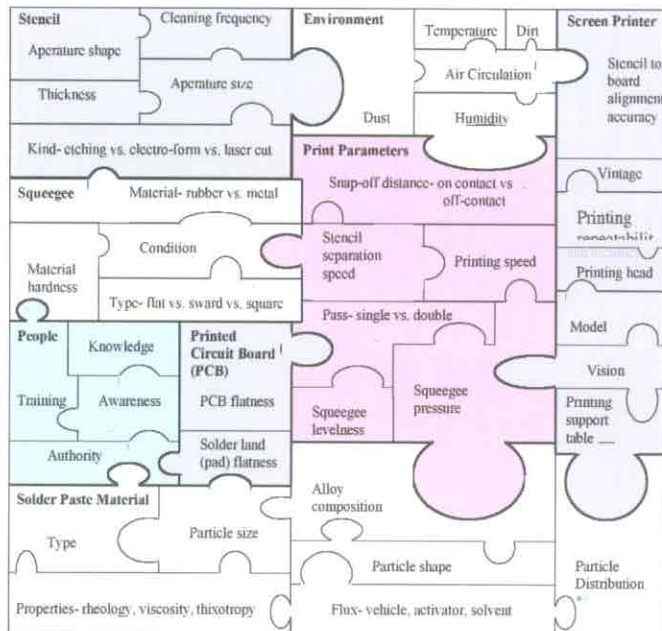 Stencil
Cleaning frequency
Aperature shape
Aperature size
Thickness
Kind- etching vs. electro-form vs. laser cut
Environment
Temperature
Dirt
Air Circulation
Dust
Humidity
Screen Printer
Stencil to
board
alignment
accuracy
Vintage
Printing
Printing head
Model
Vision
Printing
support
table
Squeegee
Material- rubber vs. metal
Condition
Material
hardness
Type- flat vs. sward vs. square
Print Parameters
Snap-off distance- on contact vs
off-contact
Stencil
separation
speed
Printing speed
Pass- single vs. double
Squeegee
levelness
Squeegee
pressure
People
Knowledge
Training
Awareness
Authority
Printed
Circuit Board
(PCB)
PCB flatness
Solder land
(pad) flatness
Solder Paste Material
Type
Particle size
Properties- rheology, viscosity, thixotropy
Alloy
composition
Particle shape
Flux- vehicle, activator, solvent
Particle
Distribution